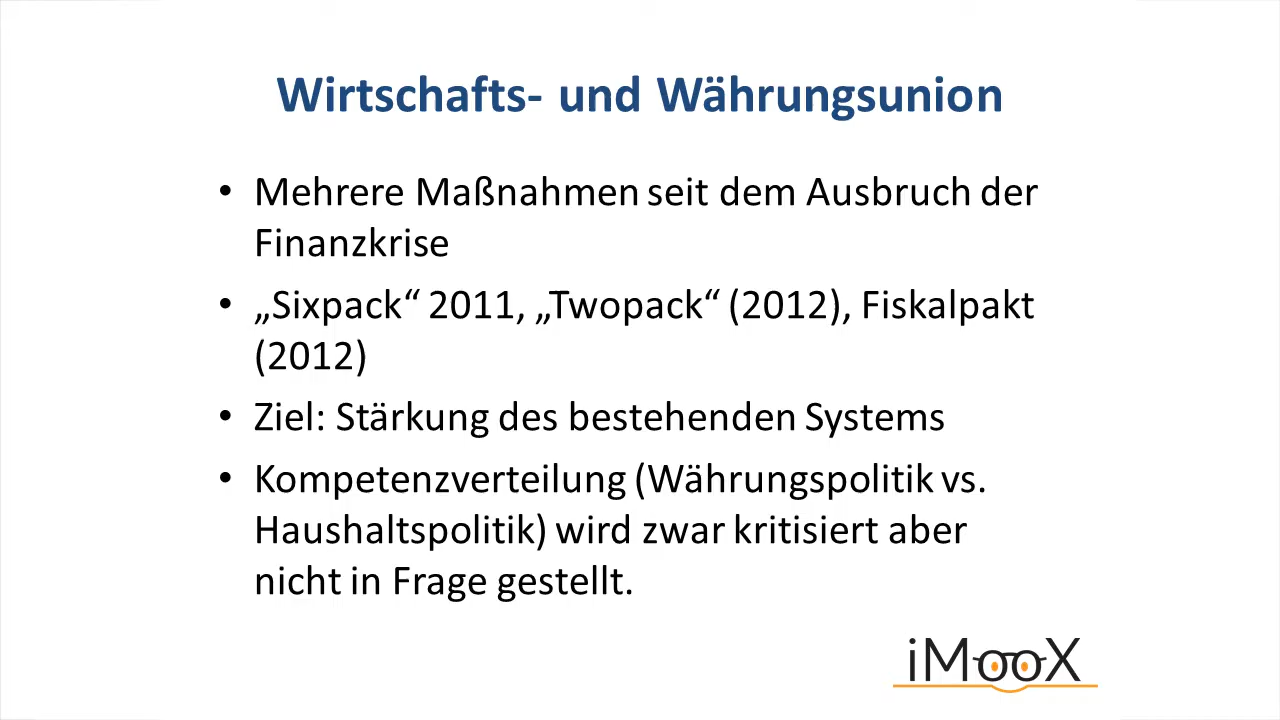 Wirtschafts- und Währungsunion
• Mehrere Maßnahmen seit dem Ausbruch der
Finanzkrise
• „Sixpack“ 2011, „Twopack“ (2012), Fiskalpakt
(2012)
• Ziel: Stärkung des bestehenden Systems
• Kompetenzverteilung (Währungspolitik vs.
Haushaltspolitik) wird zwar kritisiert aber
nicht in Frage gestellt.
iMooX